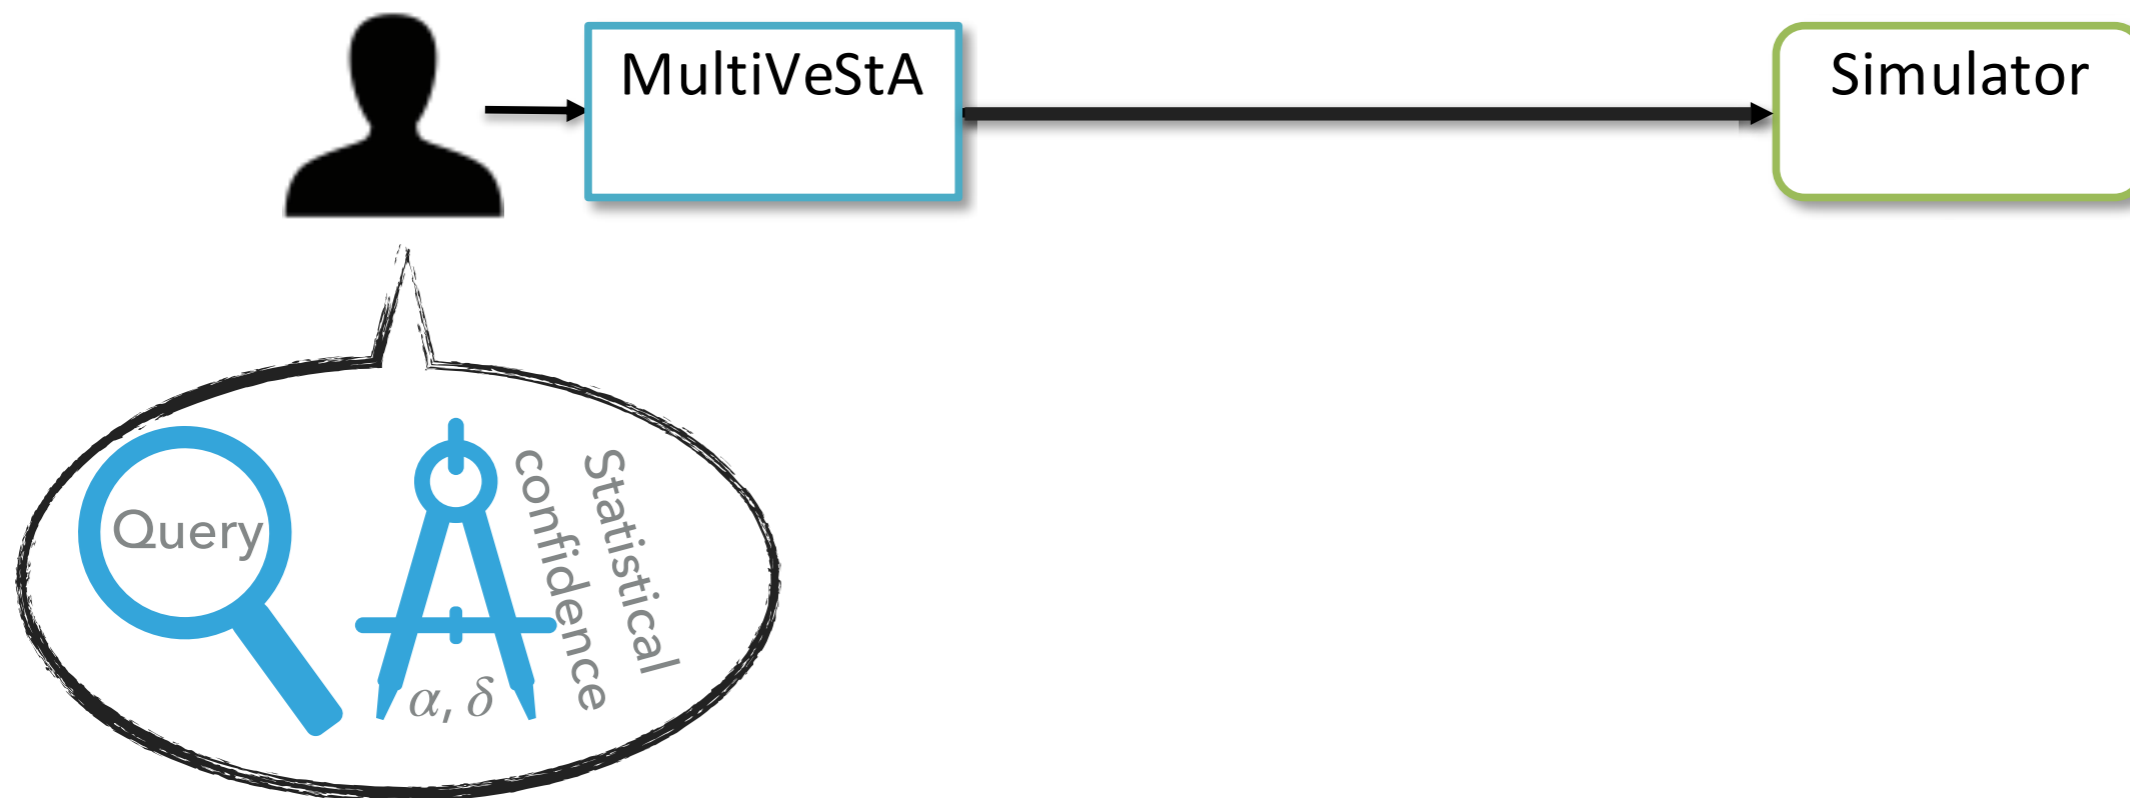 MultiVeStA
Simulator
Query
Statistical
confidence
α, δ